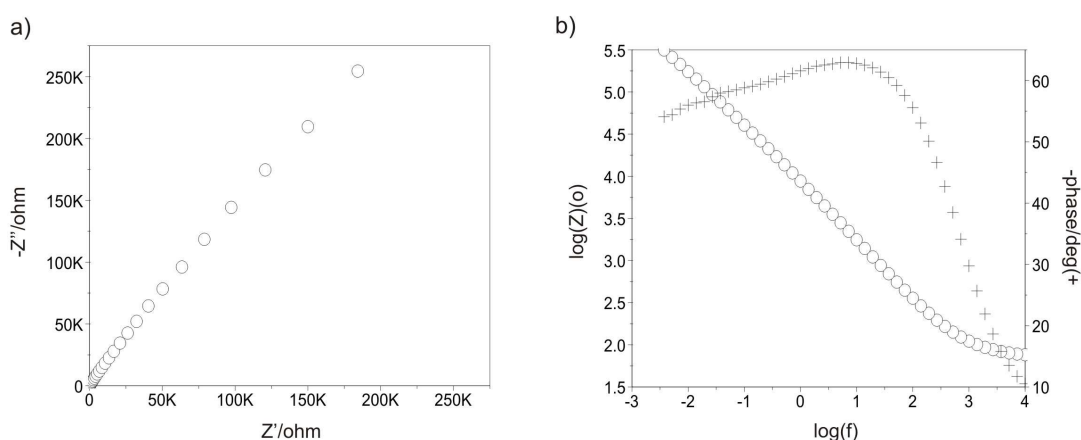 a)
250K
200K
150K
100K
50K
0
-Z''/ohm
0
50K
100K
150K
200K
250K
Z'/ohm
b)
5.5
5.0
4.5
4.0
3.5
3.0
2.5
2.0
1.5
log(Z)(o)
60
50
40
30
20
10
-phase/deg(+
-3
-2
-1
0
1
2
3
4
log(f)